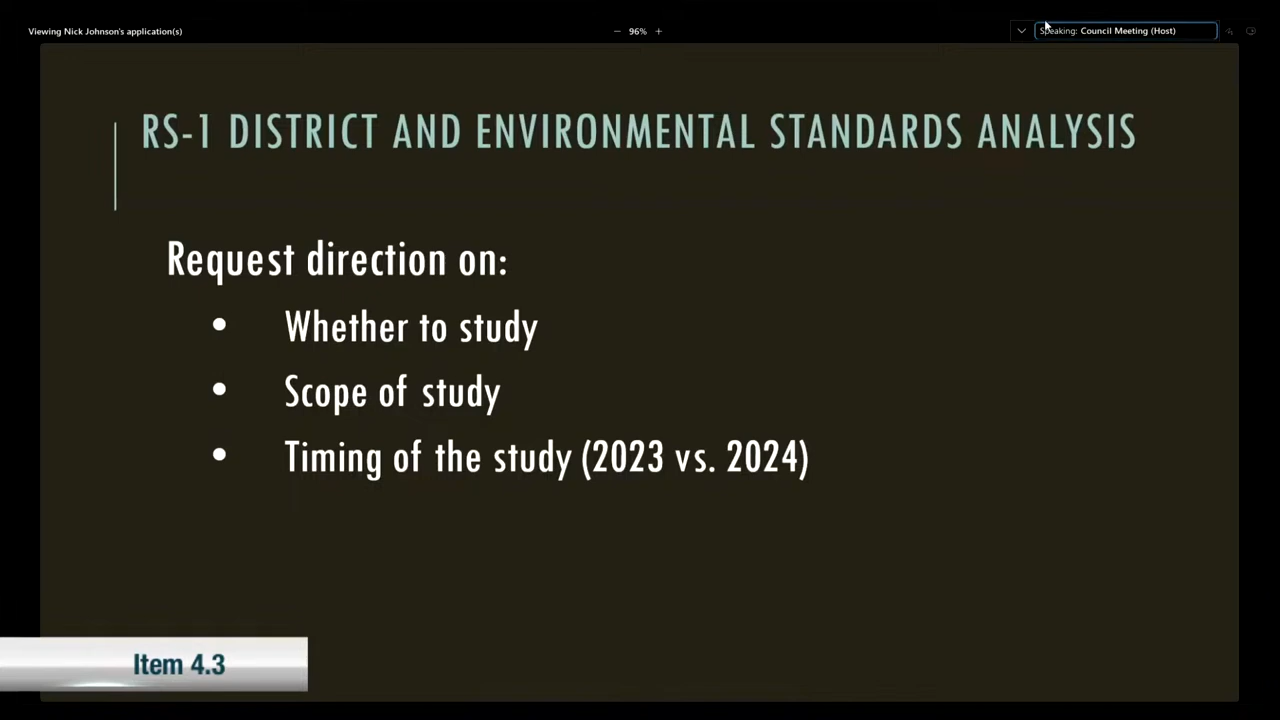 Viewing Nick Johnson's application(s)
− 96% +
Speaking: Council Meeting (Host)
RS-1 DISTRICT AND ENVIRONMENTAL STANDARDS ANALYSIS
Request direction on:
• Whether to study
• Scope of study
• Timing of the study (2023 vs. 2024)
Item 4.3